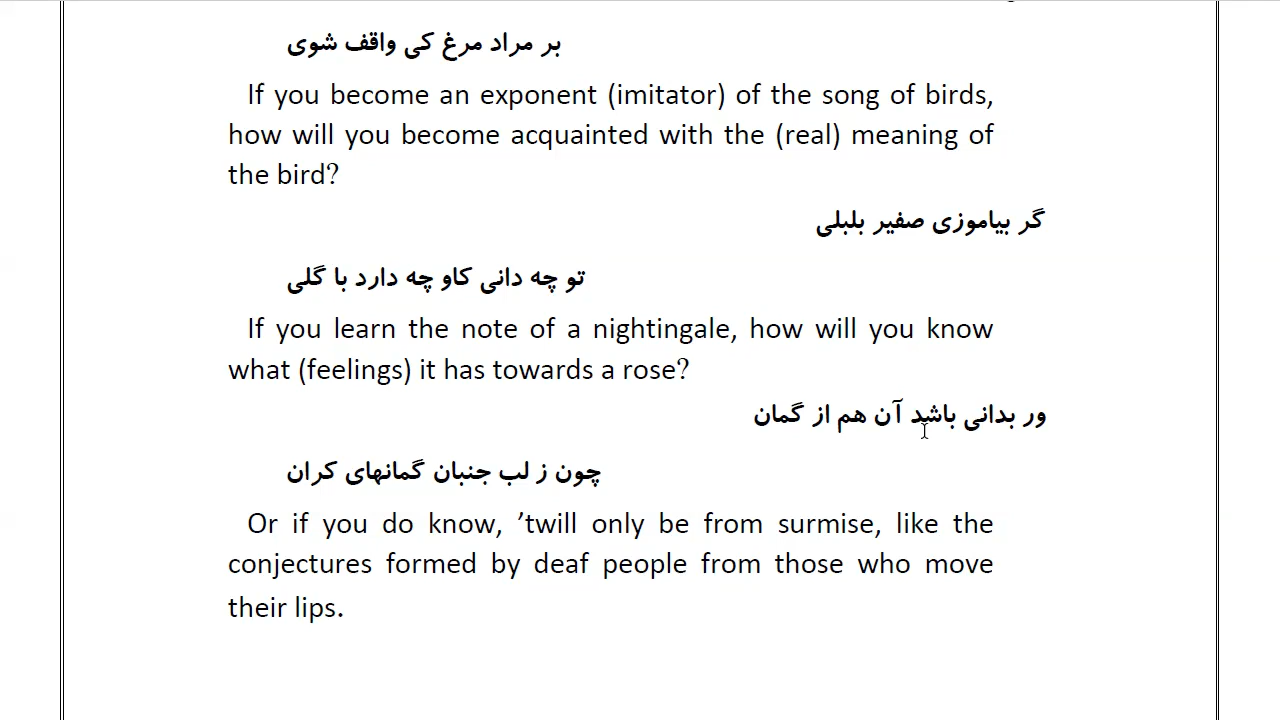 بر مراد مرغ کی واقف شوی
If you become an exponent (imitator) of the song of birds,
how will you become acquainted with the (real) meaning of
the bird?
گر بیاموزی صفیر بلبلی
تو چه دانی کاو چه دارد با گلی
If you learn the note of a nightingale, how will you know
what (feelings) it has towards a rose?
ور بدانی باشد آن هم از گمان
چون ز لب جنبان گمانهای کران
Or if you do know, ’twill only be from surmise, like the
conjectures formed by deaf people from those who move
their lips.